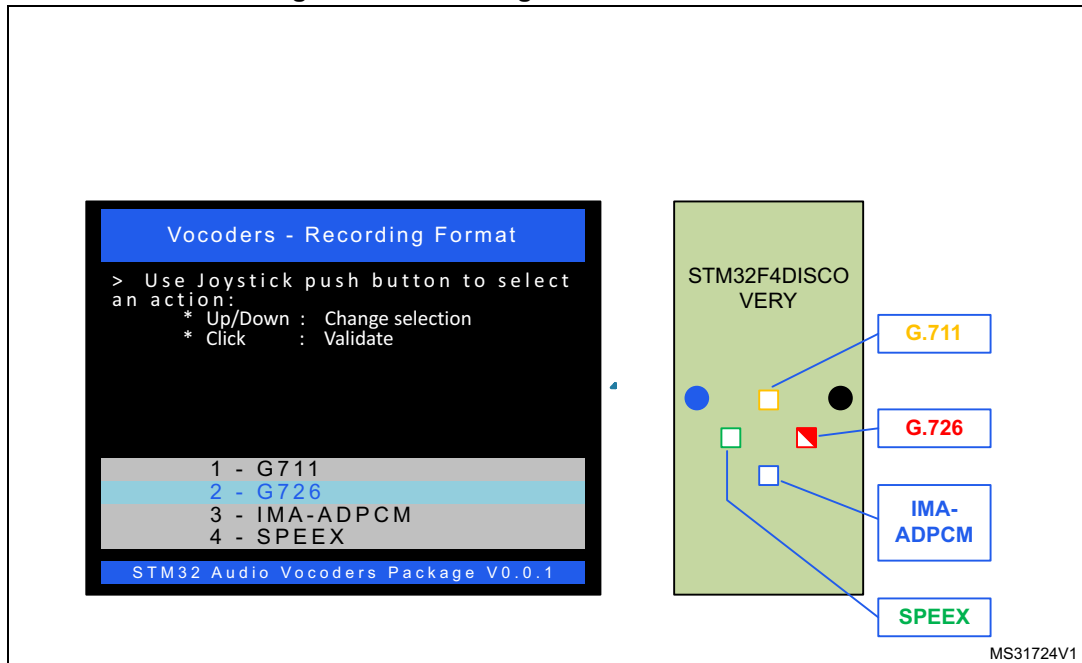 Vocoders - Recording Format
> Use Joystick push button to select
an action:
* Up/Down : Change selection
* Click : Validate
1 - G711
2 - G726
3 - IMA-ADPCM
4 - SPEEX
STM32 Audio Vocoders Package V0.0.1
STM32F4DISCO
VERY
G.711
G.726
IMA-
ADPCM
SPEEX
MS31724V1